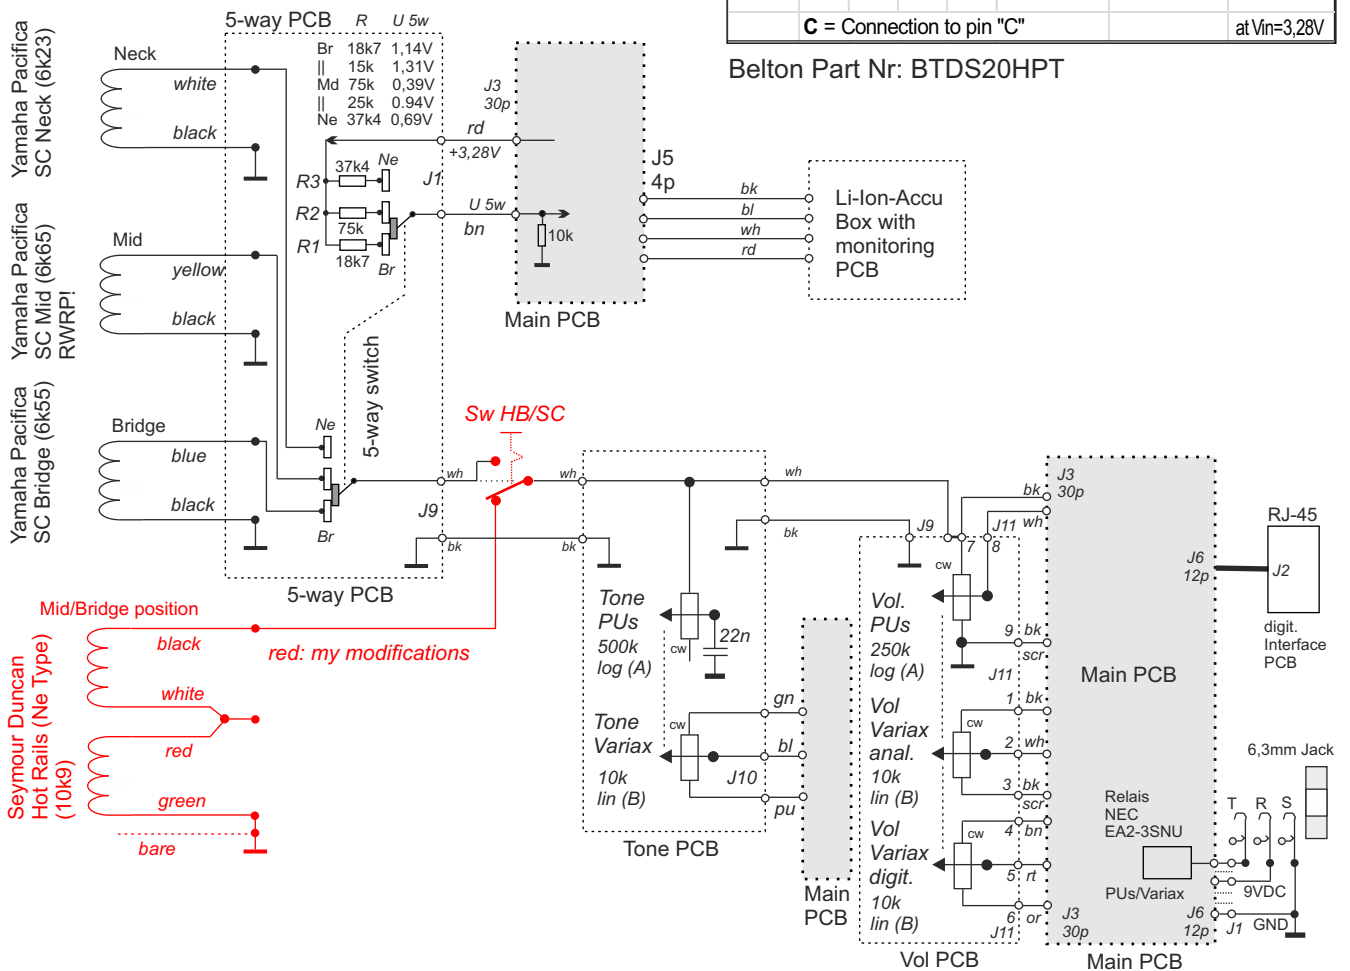 C = Connection to pin "C"
at Vin=3,28V
Belton Part Nr: BTDS20HPT
5-way PCB
R U 5w
Br 18k7 1,14V
|| 15k 1,31V
Md 75k 0,39V
|| 25k 0.94V
Ne 37k4 0,69V
Yamaha Pacifica
SC Neck (6k23)
Neck
white
black
Yamaha Pacifica
SC Mid (6k65)
RWRP!
Mid
yellow
black
Yamaha Pacifica
SC Bridge (6k55)
Bridge
blue
black
R3
37k4
Ne
R2
75k
R1
18k7
Br
J1
rd
+3,28V
U 5w
bn
J3
30p
10k
Main PCB
J5
4p
bk
bl
wh
rd
Li-Ion-Accu
Box with
monitoring
PCB
5-way switch
Ne
Br
wh
J9
bk
5-way PCB
Sw HB/SC
wh
bk
Mid/Bridge position
black
white
red
green
bare
Seymour Duncan
Hot Rails (Ne Type)
(10k9)
red: my modifications
Tone
PUs
500k
log (A)
cw
22n
Tone
Variax
10k
lin (B)
cw
gn
bl
J10
pu
Tone PCB
Main
PCB
wh
bk
J9
J11
7
8
bk
wh
J3
30p
cw
Vol.
PUs
250k
log (A)
9
bk
scr
J11
Vol
Variax
anal.
10k
lin (B)
cw
1
bk
2
wh
3
bk
scr
Vol
Variax
digit.
10k
lin (B)
cw
4
bn
5
rt
6
or
J11
J3
30p
Vol PCB
Main PCB
Relais
NEC
EA2-3SNU
PUs/Variax
Main PCB
J6
12p
RJ-45
J2
digit.
Interface
PCB
6,3mm Jack
T R S
9VDC
J6
12p
J1
GND